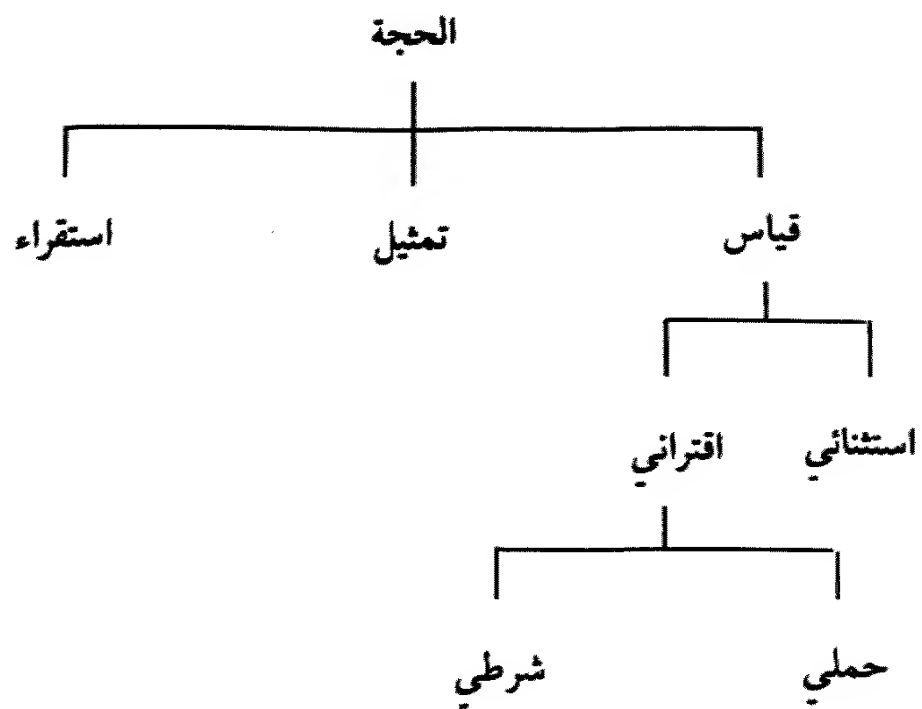 الحجة
قياس تمثيل استقراء
استثنائي اقتراني
حملي شرطي